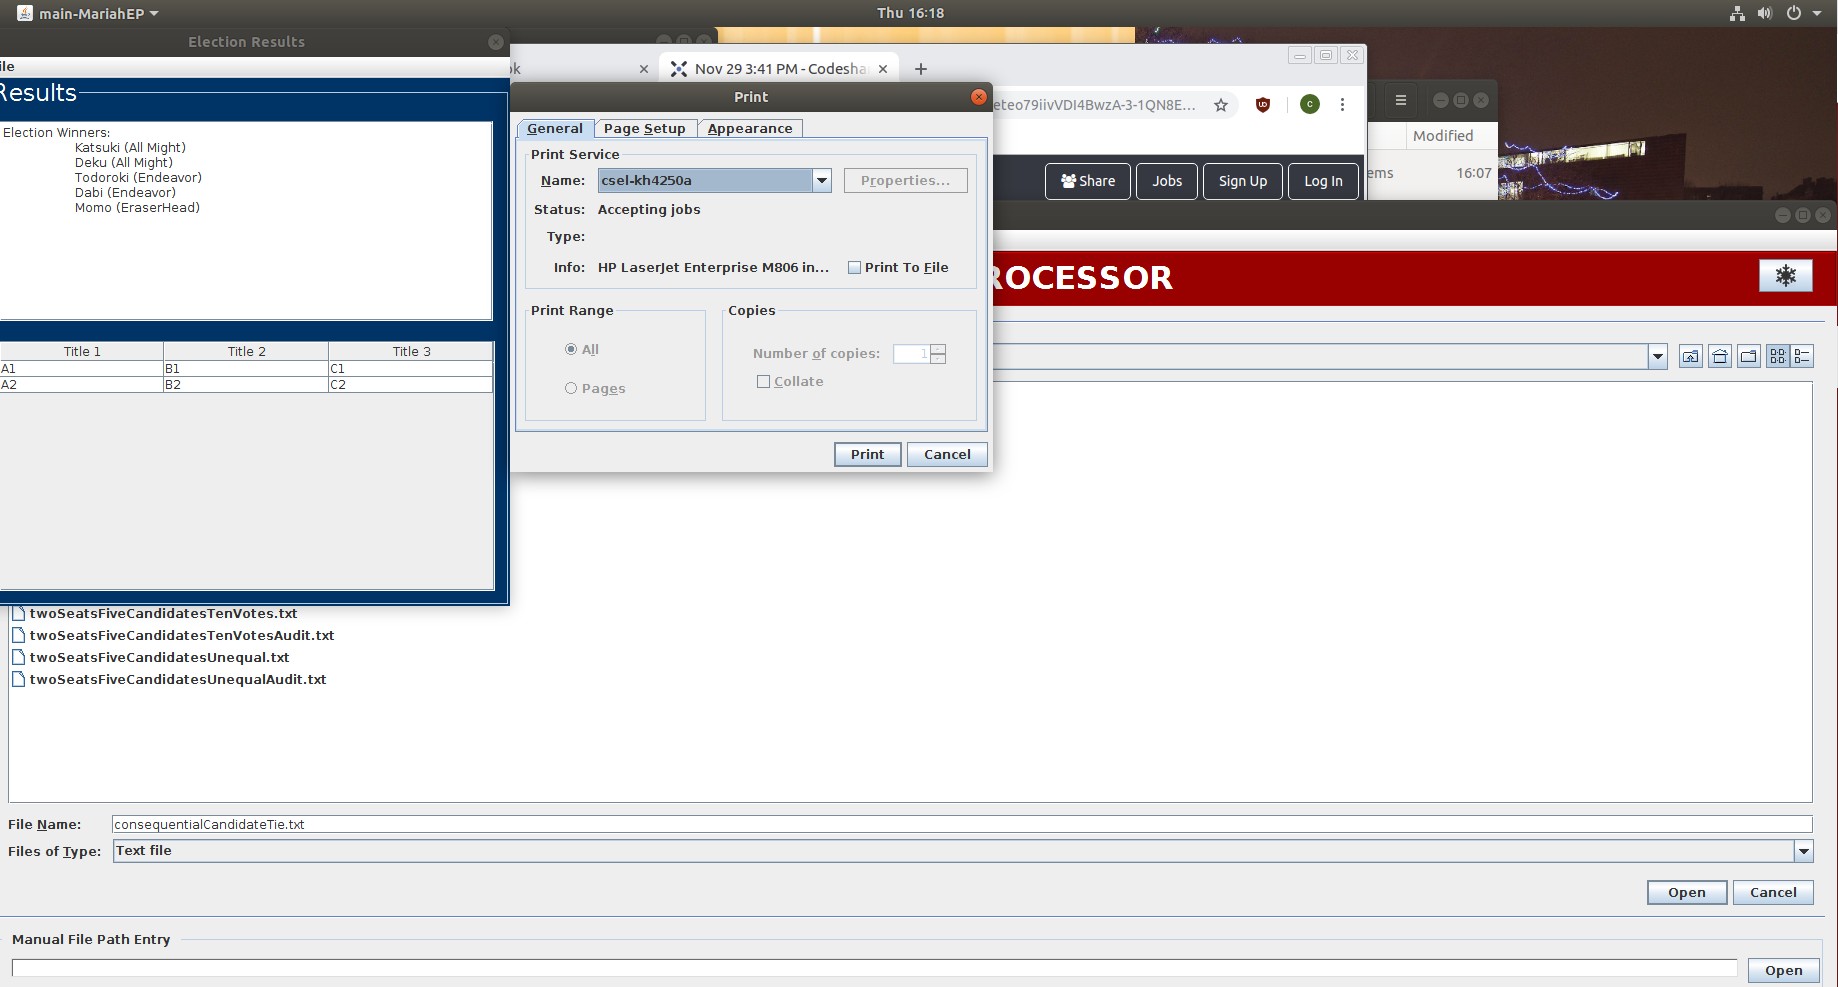 main-MariahEP
Thu 16:18
Election Results
ile
Results
Election Winners:
Katsuki (All Might)
Deku (All Might)
Todoroki (Endeavor)
Dabi (Endeavor)
Momo (EraserHead)
Title 1 Title 2 Title 3
A1 B1 C1
A2 B2 C2
ok
Nov 29 3:41 PM - Codesha
eteo79iivVDI4BwzA-3-1QN8E...
C
Share Jobs Sign Up Log In
Modified
ems 16:07
Print
General Page Setup Appearance
Print Service
Name: csel-kh4250a Properties...
Status: Accepting jobs
Type:
Info: HP LaserJet Enterprise M806 in... Print To File
Print Range
All
Pages
Copies
Number of copies: 1
Collate
Print Cancel
ROCESSOR
twoSeatsFiveCandidatesTenVotes.txt
twoSeatsFiveCandidatesTenVotesAudit.txt
twoSeatsFiveCandidatesUnequal.txt
twoSeatsFiveCandidatesUnequalAudit.txt
File Name: consequentialCandidateTie.txt
Files of Type: Text file
Open Cancel
Manual File Path Entry
Open